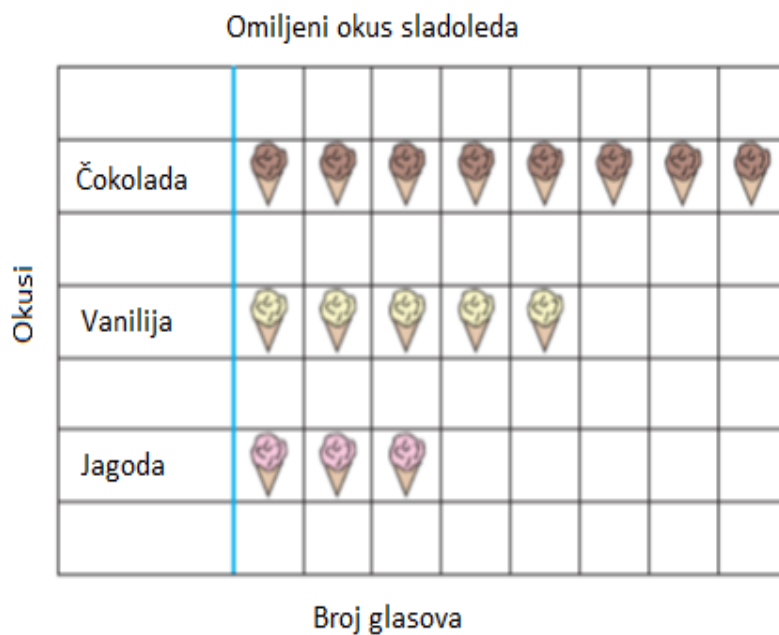 Omiljeni okus sladoleda
Okusi
Čokolada
Vanilija
Jagoda
Broj glasova